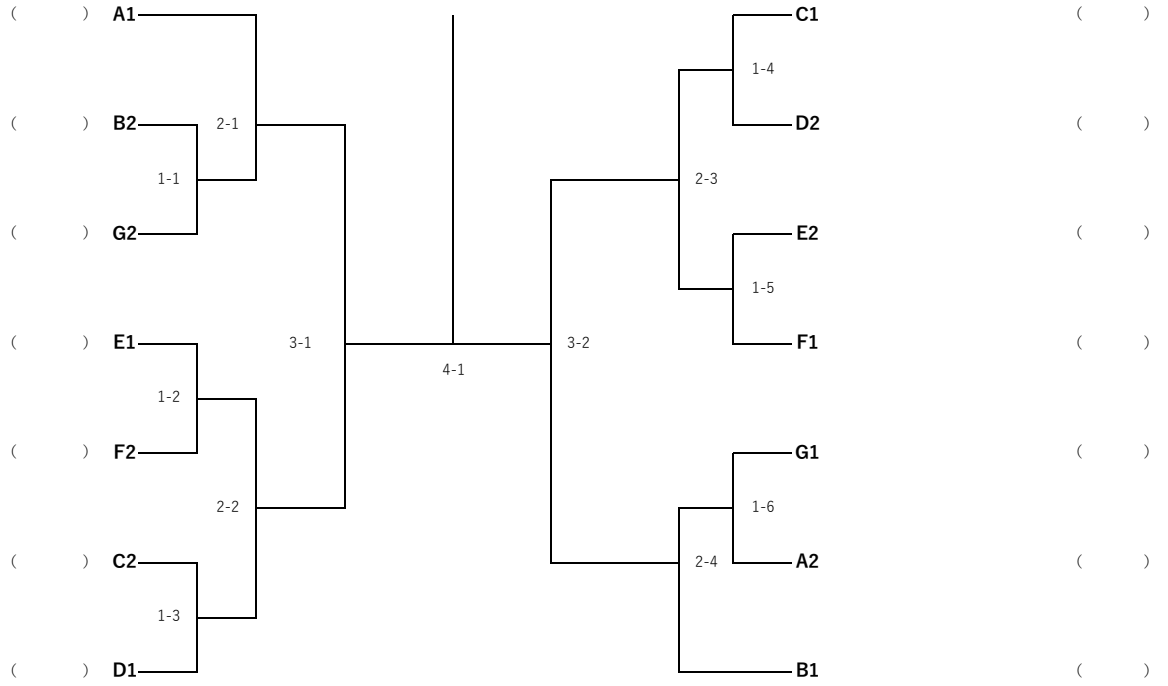 ( ) A1 C1 ( )
1-4
( ) B2 2-1 D2 ( )
1-1 2-3
( ) G2 E2 ( )
1-5
( ) E1 3-1 3-2 F1 ( )
4-1
1-2
( ) F2 G1 ( )
2-2 1-6
( ) C2 2-4 A2 ( )
1-3
( ) D1 B1 ( )